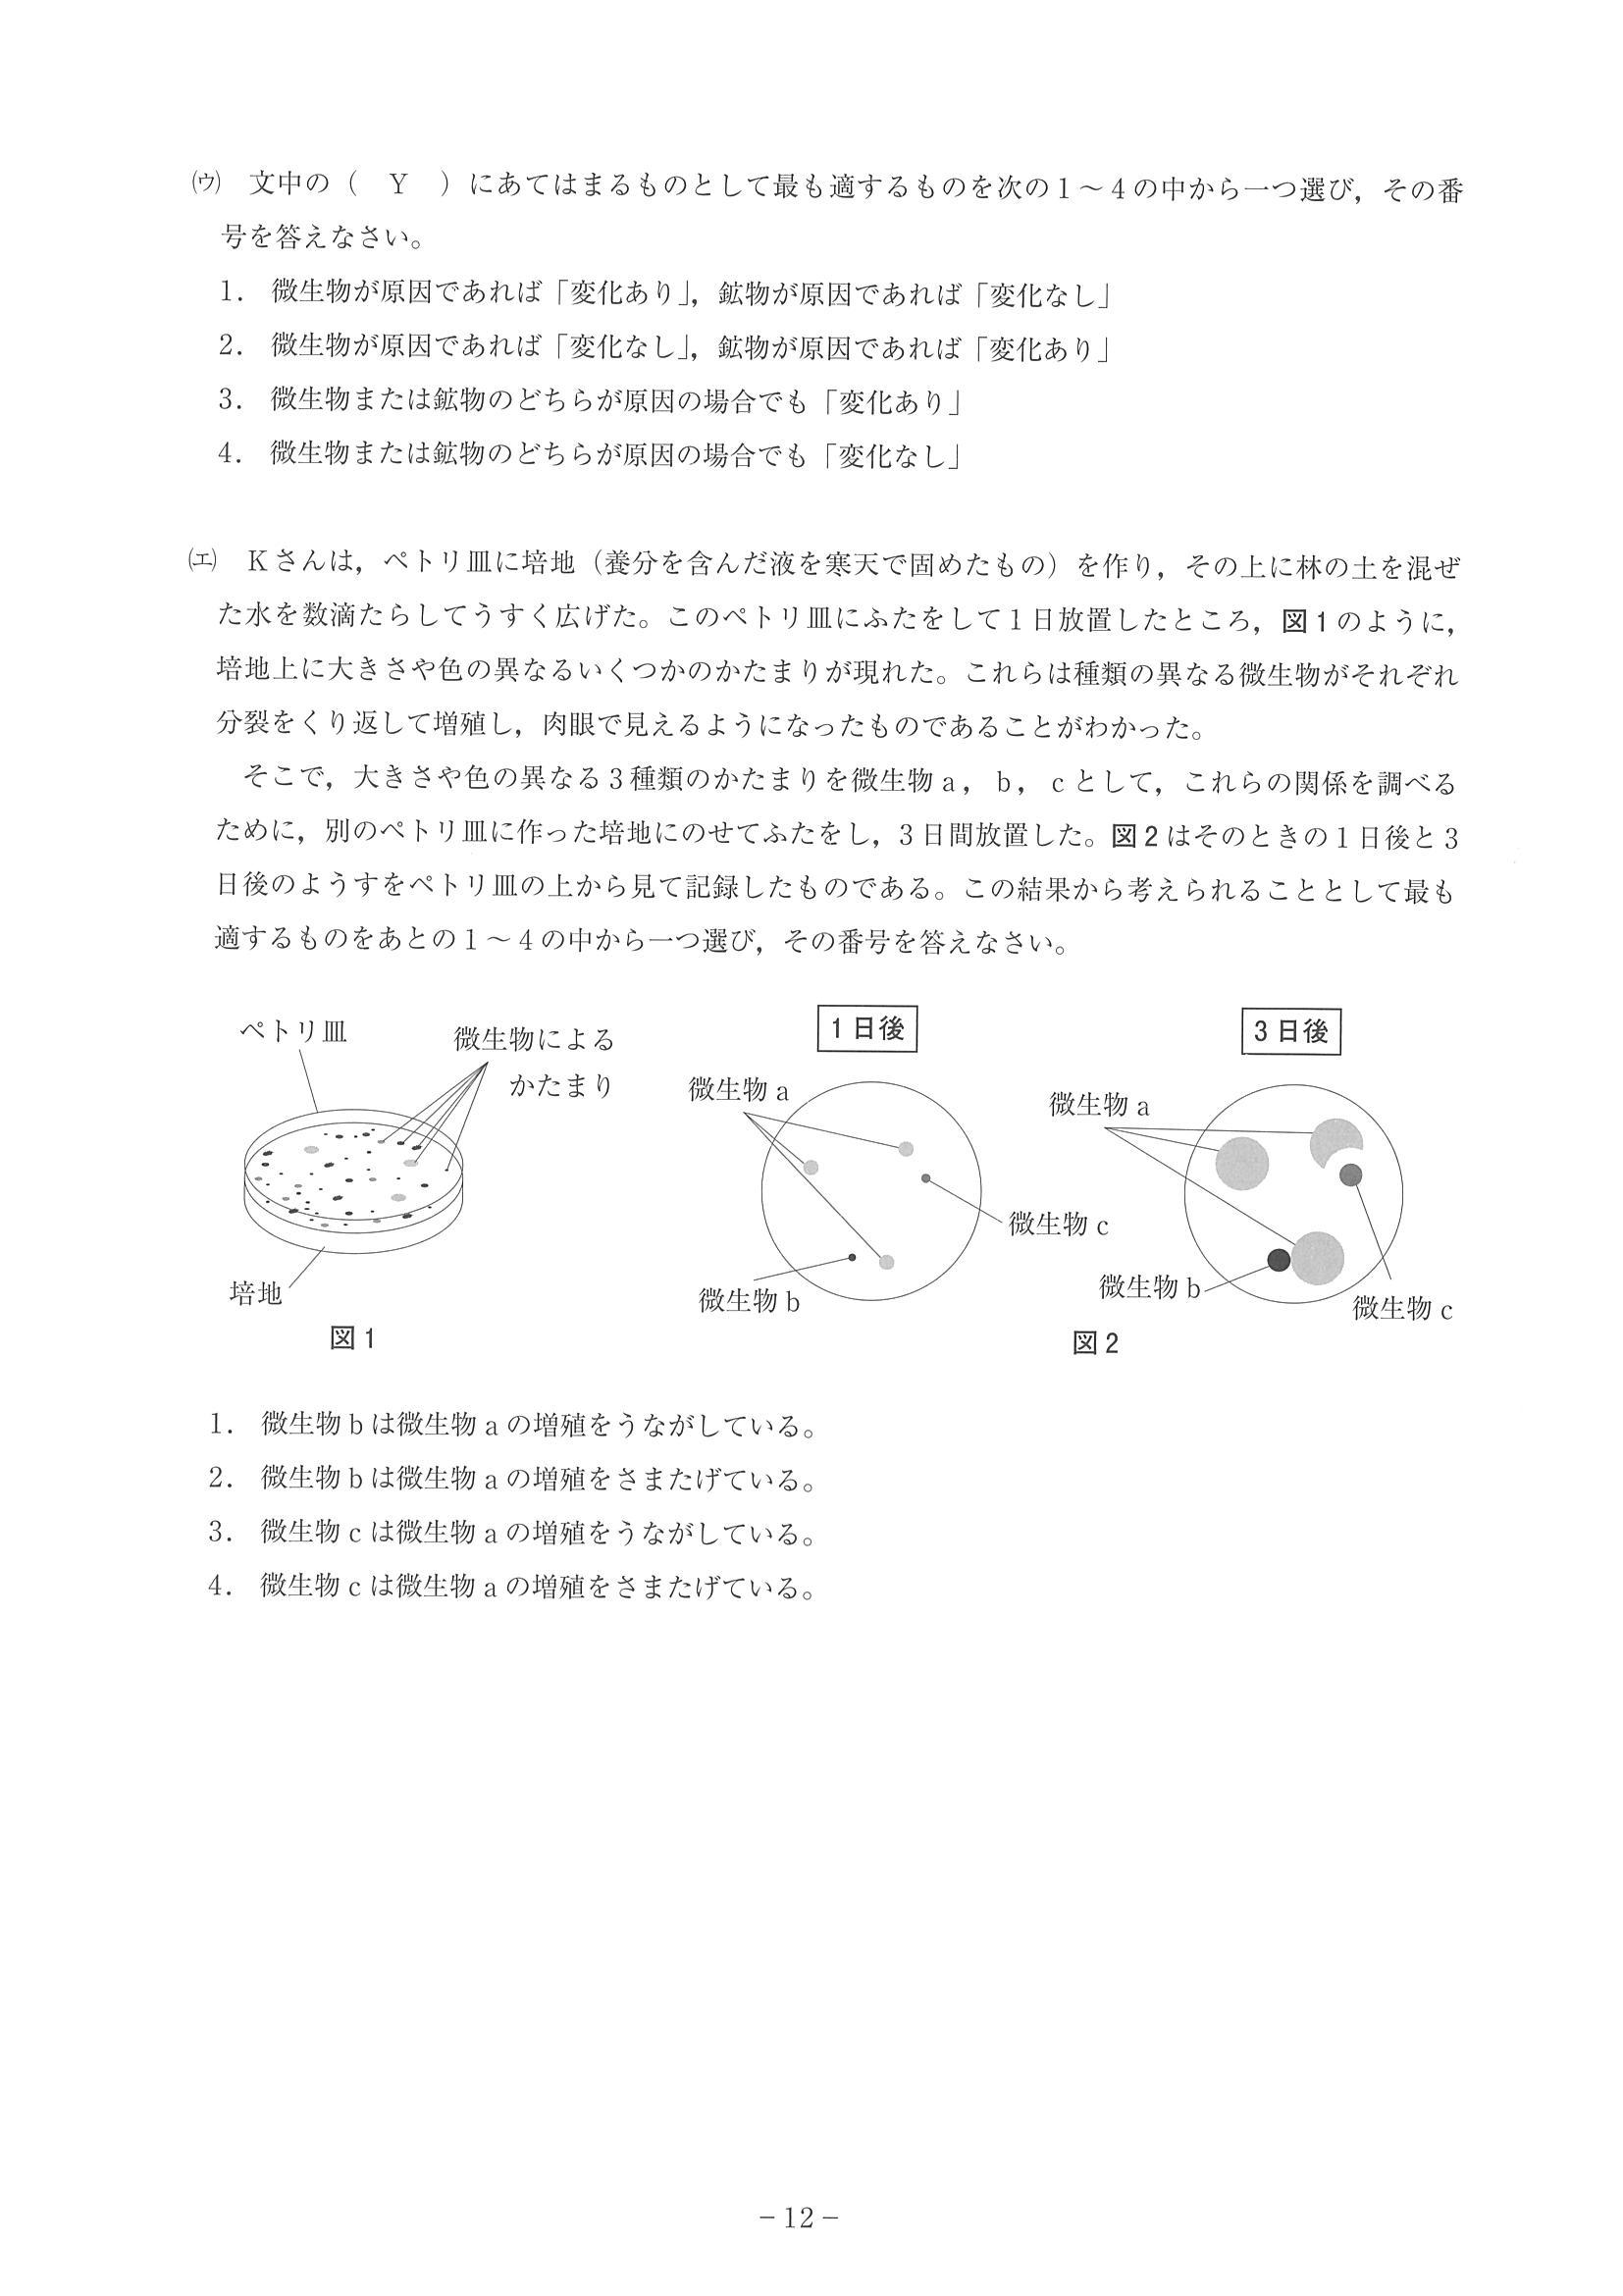 ㈦ 文中の（　Y　）にあてはまるものとして最も適するものを次の１～４の中から一つ選び，その番
号を答えなさい。
１．微生物が原因であれば「変化あり」，鉱物が原因であれば「変化なし」
２．微生物が原因であれば「変化なし」，鉱物が原因であれば「変化あり」
３．微生物または鉱物のどちらが原因の場合でも「変化あり」
４．微生物または鉱物のどちらが原因の場合でも「変化なし」
(エ) Ｋさんは，ペトリ皿に培地（養分を含んだ液を寒天で固めたもの）を作り，その上に林の土を混ぜ
た水を数滴たらしてうすく広げた。このペトリ皿にふたをして１日放置したところ，図１のように，
培地上に大きさや色の異なるいくつかのかたまりが現れた。これらは種類の異なる微生物がそれぞれ
分裂をくり返して増殖し，肉眼で見えるようになったものであることがわかった。
そこで，大きさや色の異なる３種類のかたまりを微生物ａ，ｂ，ｃとして，これらの関係を調べる
ために，別のペトリ皿に作った培地にのせてふたをし，３日間放置した。図２はそのときの１日後と３
日後のようすをペトリ皿の上から見て記録したものである。この結果から考えられることとして最も
適するものをあとの１～４の中から一つ選び，その番号を答えなさい。
ペトリ皿
微生物による
かたまり
培地
図１
１日後
微生物ａ
微生物ｃ
微生物ｂ
３日後
微生物ａ
微生物ｂ
微生物ｃ
図２
１．微生物ｂは微生物ａの増殖をうながしている。
２．微生物ｂは微生物ａの増殖をさまたげている。
３．微生物ｃは微生物ａの増殖をうながしている。
４．微生物ｃは微生物ａの増殖をさまたげている。
－12－